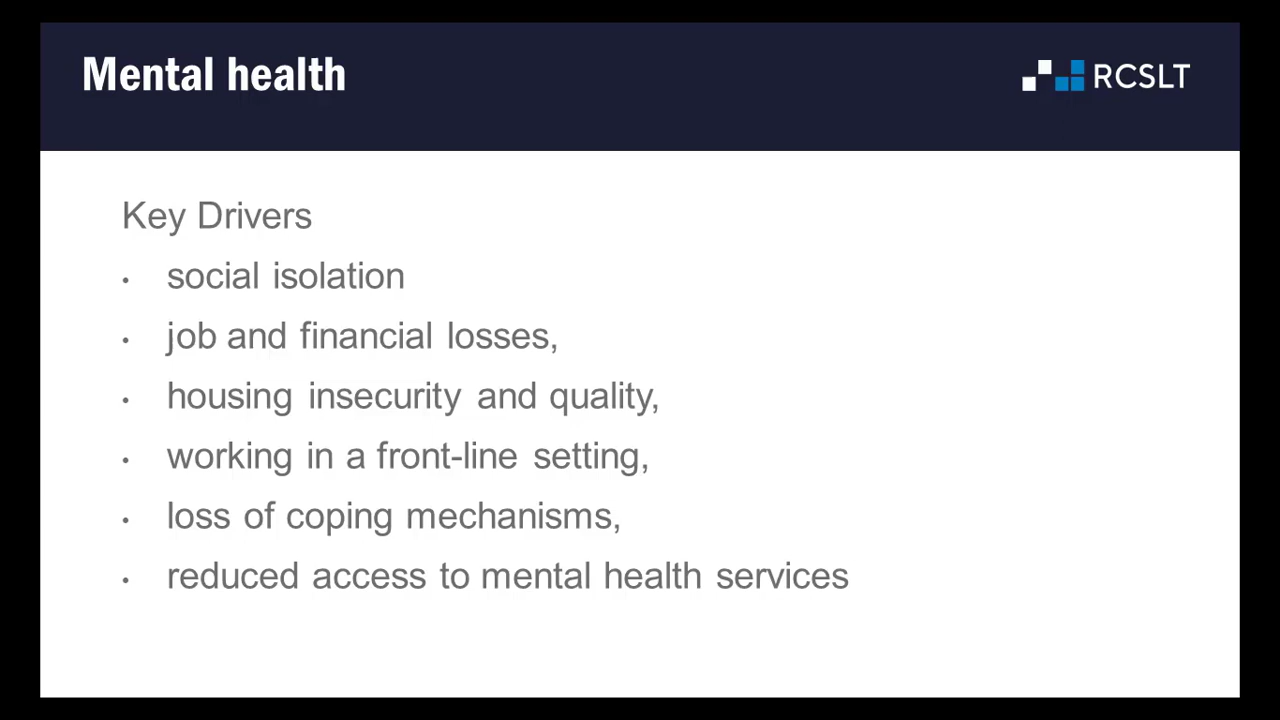 Mental health
RCSLT
Key Drivers
• social isolation
• job and financial losses,
• housing insecurity and quality,
• working in a front-line setting,
• loss of coping mechanisms,
• reduced access to mental health services